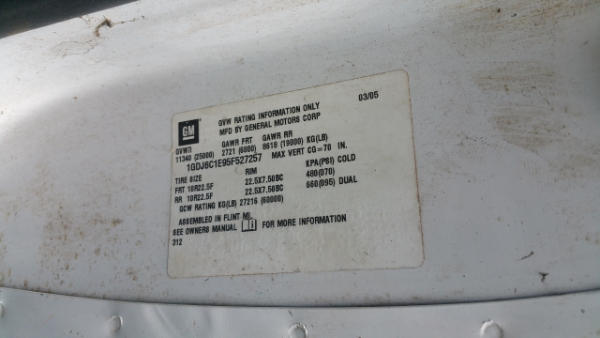 GM
GVW RATING INFORMATION ONLY 03/05
MFD BY GENERAL MOTORS CORP
GVWR GAWR FRT GAWR RR
11340 (25000) 2721 (6000) 8618 (19000) KG(LB)
1GDJ6C1E95F527257 MAX VERT CG=70 IN.
TIRE SIZE RIM KPA(PSI) COLD
FRT 10R22.5F 22.5X7.50BC 480(070)
RR 10R22.5F 22.5X7.50BC 660(095) DUAL
GCW RATING KG(LB) 27216 (60000)
ASSEMBLED IN FLINT MI.
SEE OWNERS MANUAL FOR MORE INFORMATION
312